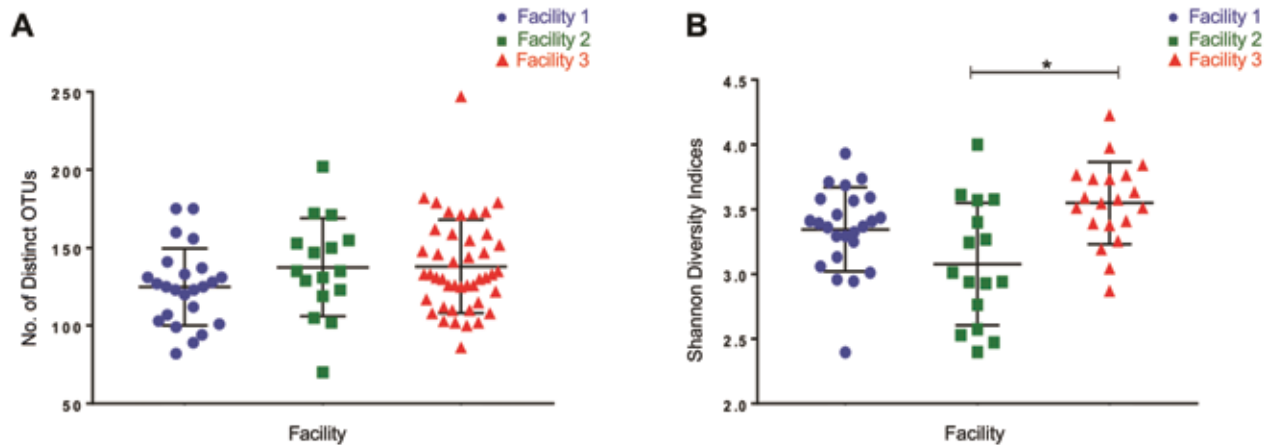 A
Facility 1
Facility 2
Facility 3
250
200
150
100
50
No. of Distinct OTUs
Facility
B
Facility 1
Facility 2
Facility 3
*
4.5
4.0
3.5
3.0
2.5
2.0
Shannon Diversity Indices
Facility